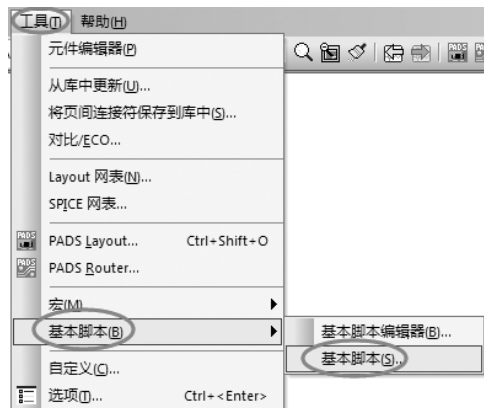 工具(T) 帮助(H)
元件编辑器(P)
从库中更新(U)...
将页间连接符保存到库中(S)...
对比/ECO...
Layout 网表(N)...
SPICE 网表...
PADS Layout... Ctrl+Shift+O
PADS Router...
宏(M)
基本脚本(B)
基本脚本编辑器(B)...
基本脚本(S)...
自定义(C)...
选项(T)... Ctrl+<Enter>